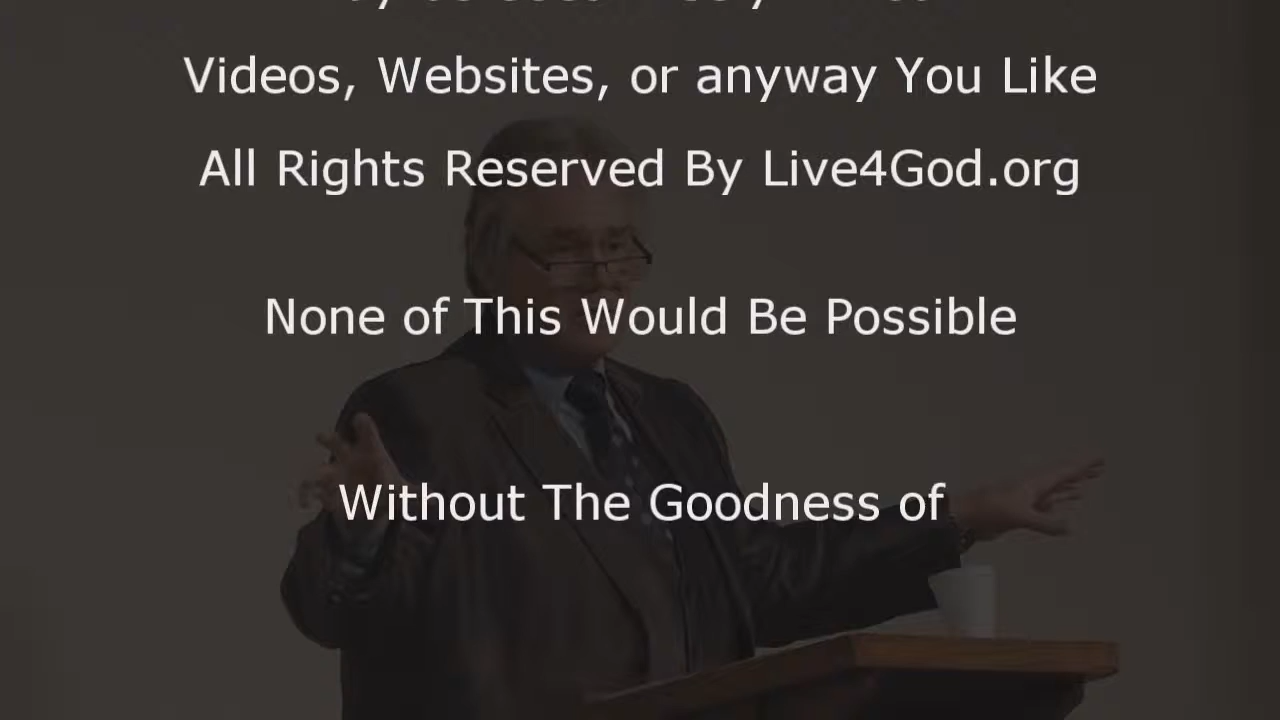 Videos, Websites, or anyway You Like
All Rights Reserved By Live4God.org
None of This Would Be Possible
Without The Goodness of